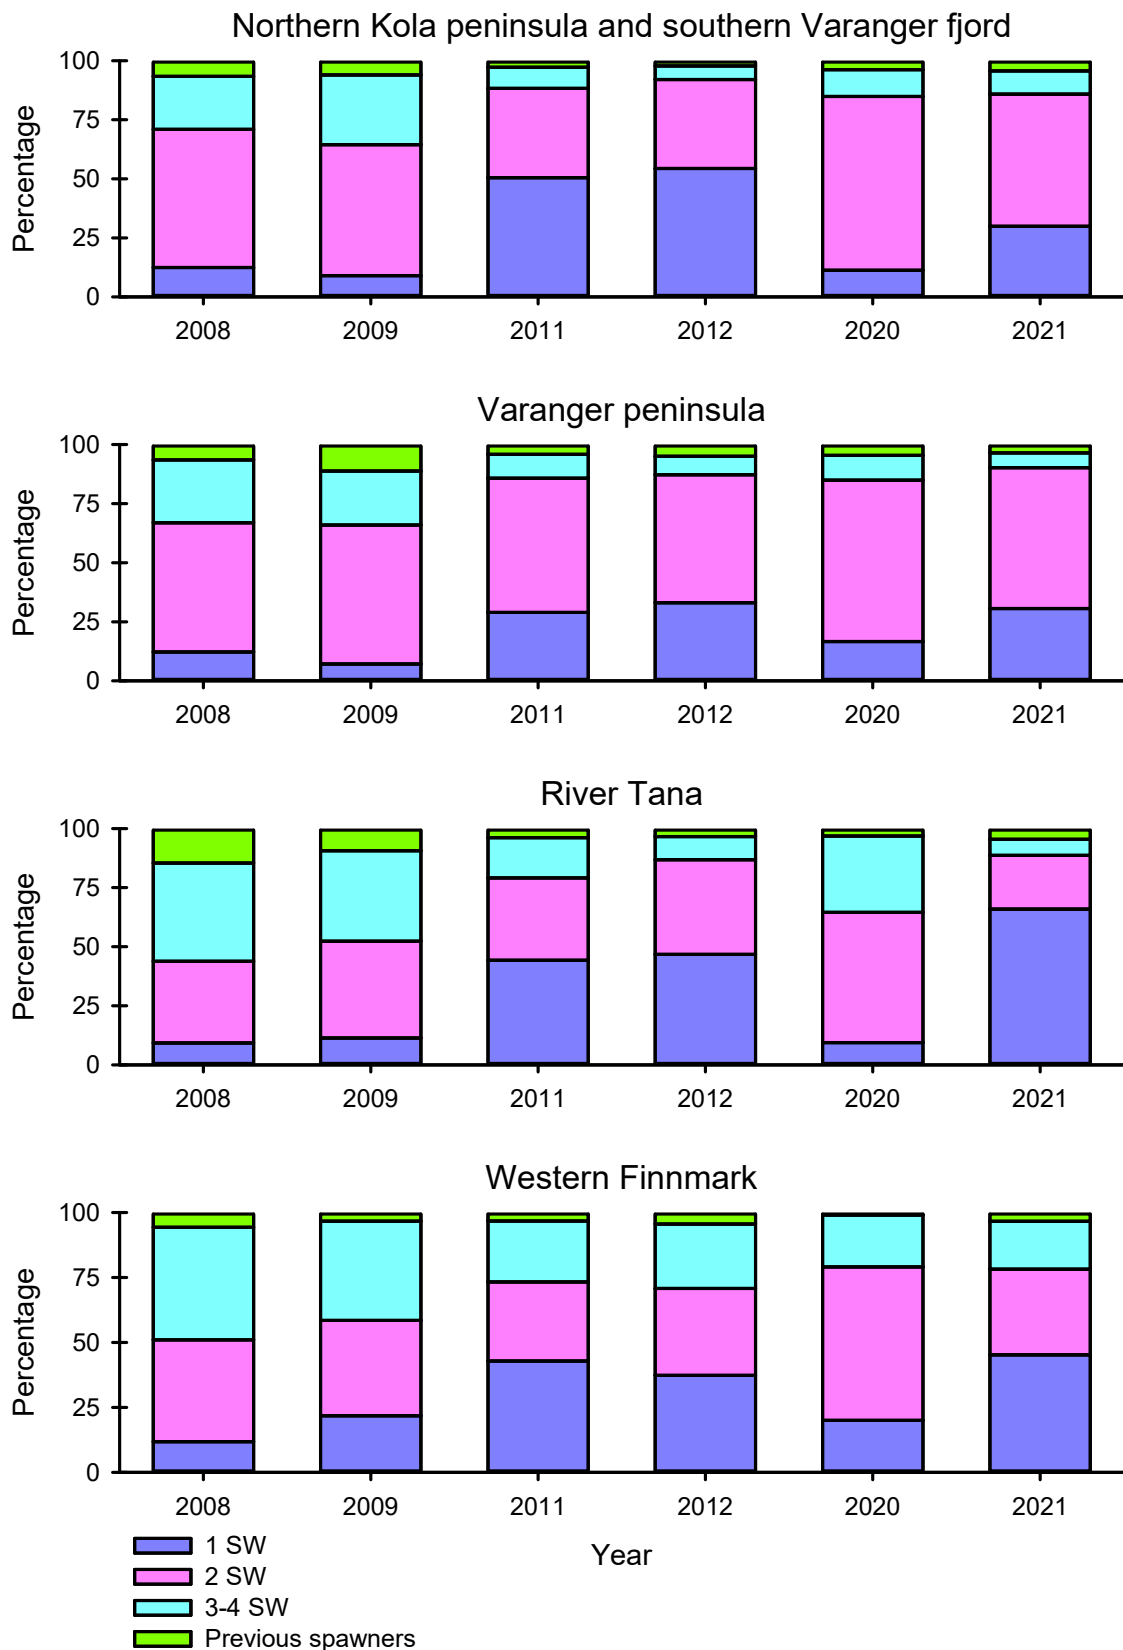 Northern Kola peninsula and southern Varanger fjord
Percentage
100
75
50
25
0
2008 2009 2011 2012 2020 2021
Varanger peninsula
Percentage
100
75
50
25
0
2008 2009 2011 2012 2020 2021
River Tana
Percentage
100
75
50
25
0
2008 2009 2011 2012 2020 2021
Western Finnmark
Percentage
100
75
50
25
0
2008 2009 2011 2012 2020 2021
Year
1 SW
2 SW
3-4 SW
Previous spawners